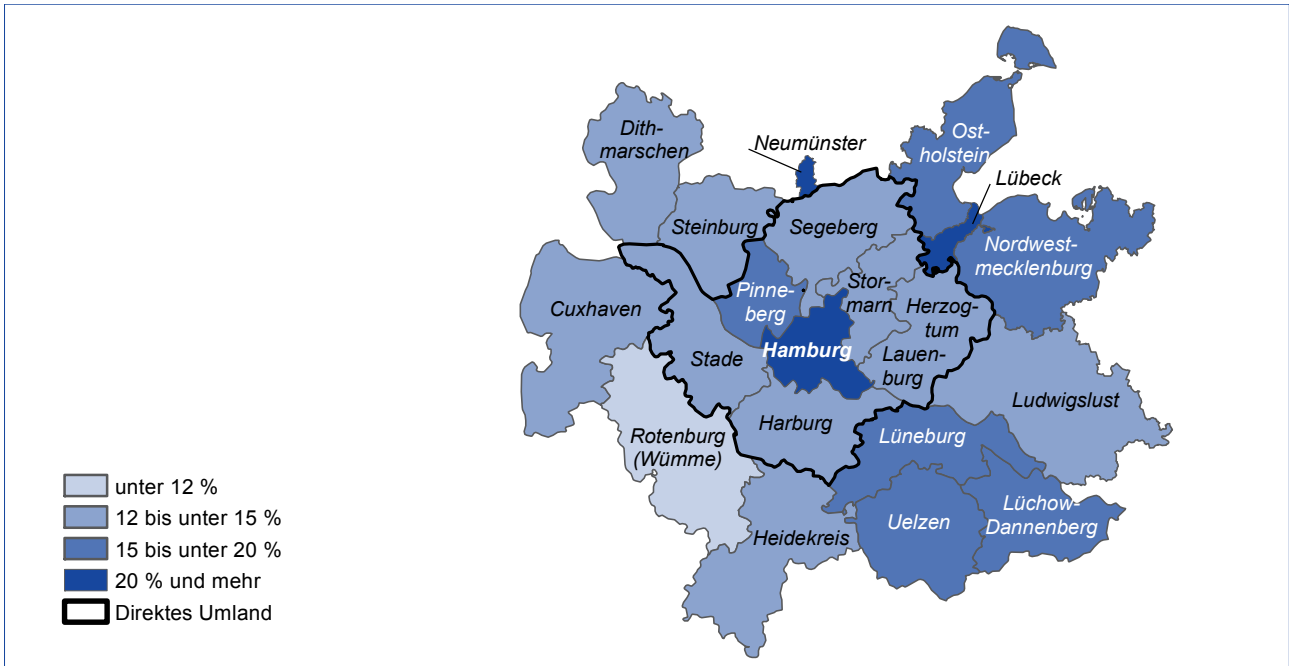 Dith-
marschen
Neumünster
Ost-
holstein
Lübeck
Steinburg
Segeberg
Nordwest-
mecklenburg
Cuxhaven
Pinne-
berg
Stor-
marn
Herzog-
tum
Lauen-
burg
Stade
Hamburg
Ludwigslust
Harburg
Lüneburg
Rotenburg
(Wümme)
Uelzen
Lüchow-
Dannenberg
Heidekreis
unter 12 %
12 bis unter 15 %
15 bis unter 20 %
20 % und mehr
Direktes Umland